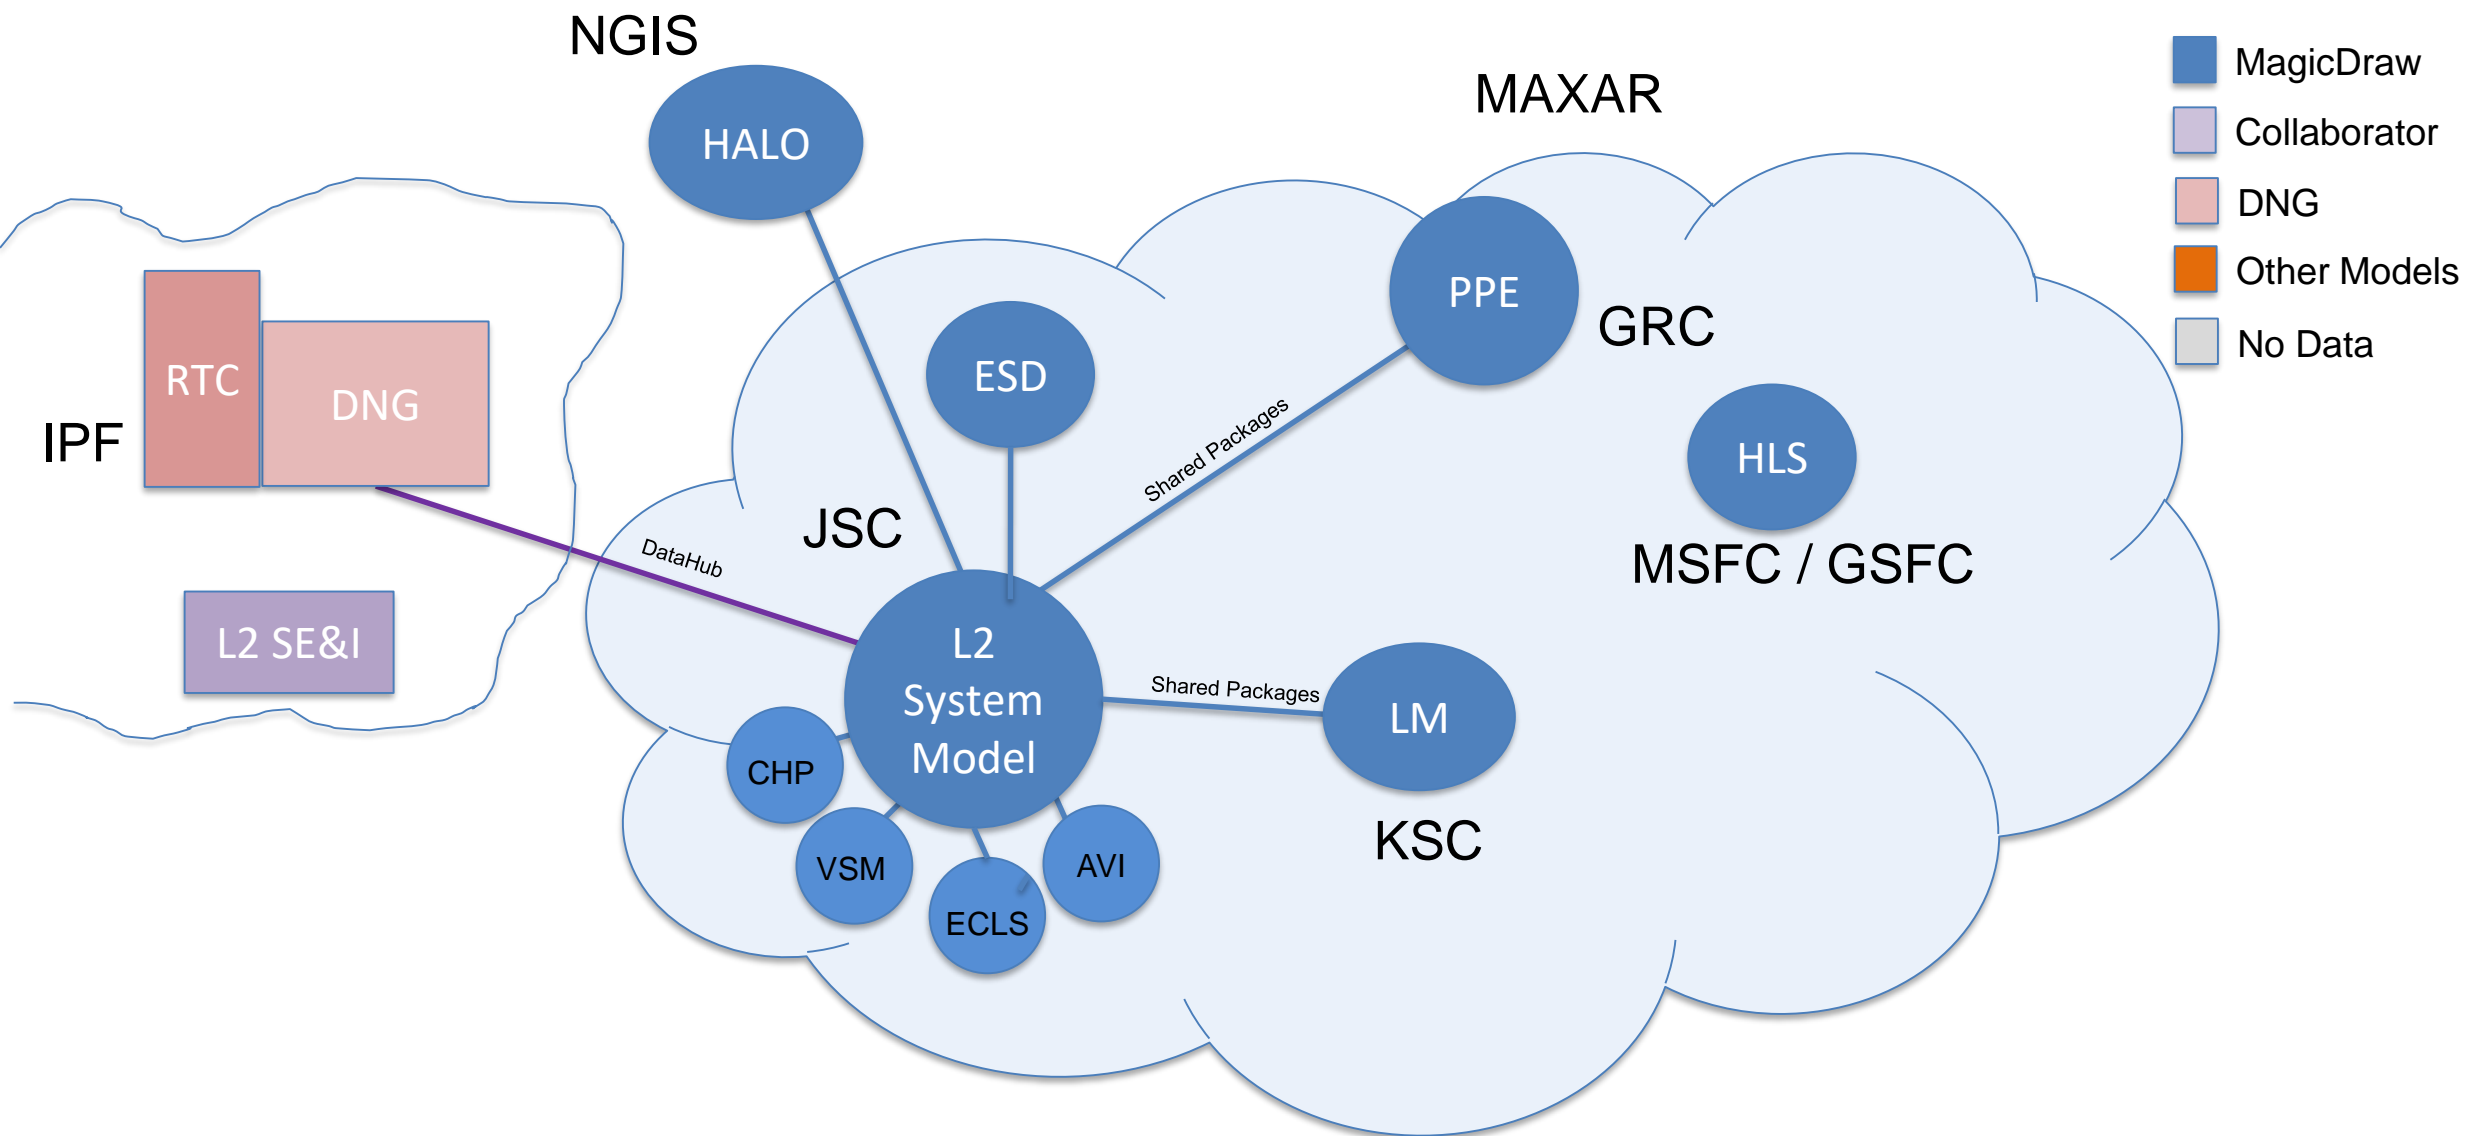 NGIS
HALO
MAXAR
MagicDraw
Collaborator
DNG
Other Models
No Data
PPE
GRC
ESD
RTC
DNG
IPF
Shared Packages
HLS
MSFC / GSFC
JSC
DataHub
L2 SE&I
L2
System
Model
Shared Packages
LM
CHP
VSM
ECLS
AVI
KSC